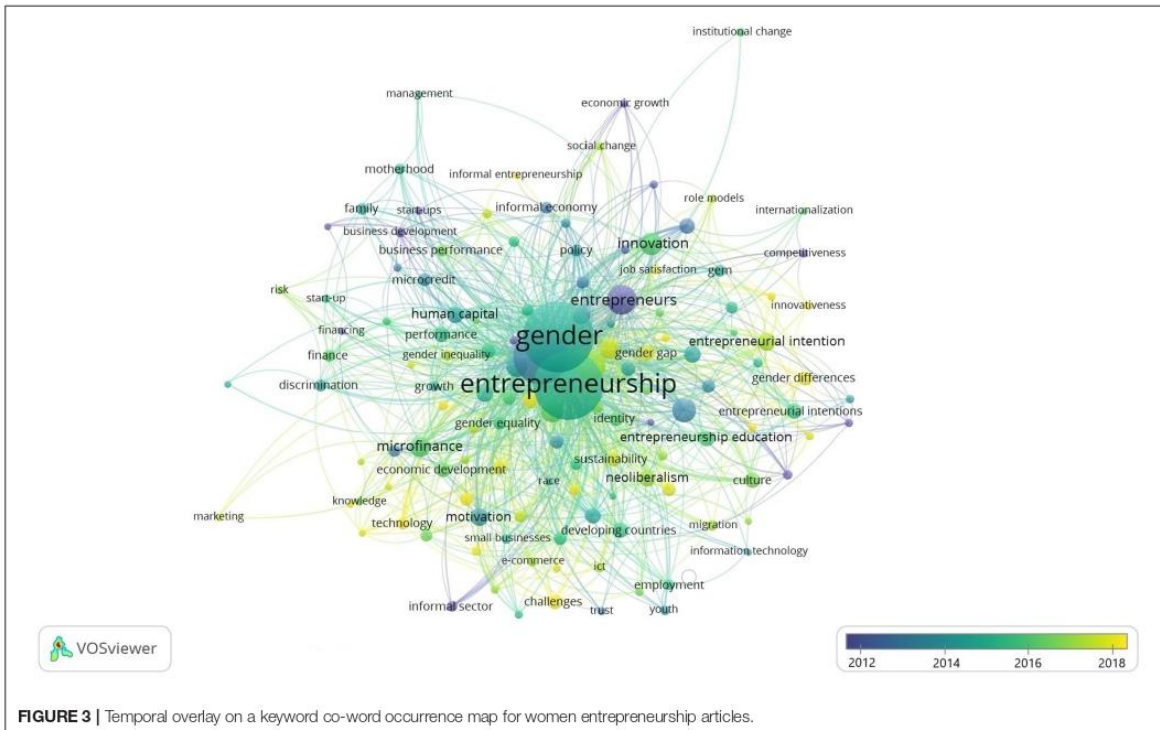 institutional change
management
economic growth
social change
motherhood
informal entrepreneurship
role models
family
start-ups
informal economy
internationalization
business development
innovation
business performance
policy
competitiveness
job satisfaction
gem
microcredit
risk
start-up
entrepreneurs
innovativeness
human capital
financing
performance
gender
entrepreneurial intention
finance
gender inequality
gender gap
discrimination
growth
entrepreneurship
gender differences
entrepreneurial intentions
gender equality
identity
entrepreneurship education
microfinance
sustainability
economic development
race
neoliberalism
culture
knowledge
marketing
technology
motivation
developing countries
migration
small businesses
information technology
e-commerce
ict
employment
informal sector
challenges
trust
youth
VOSviewer
2012 2014 2016 2018
FIGURE 3 | Temporal overlay on a keyword co-word occurrence map for women entrepreneurship articles.